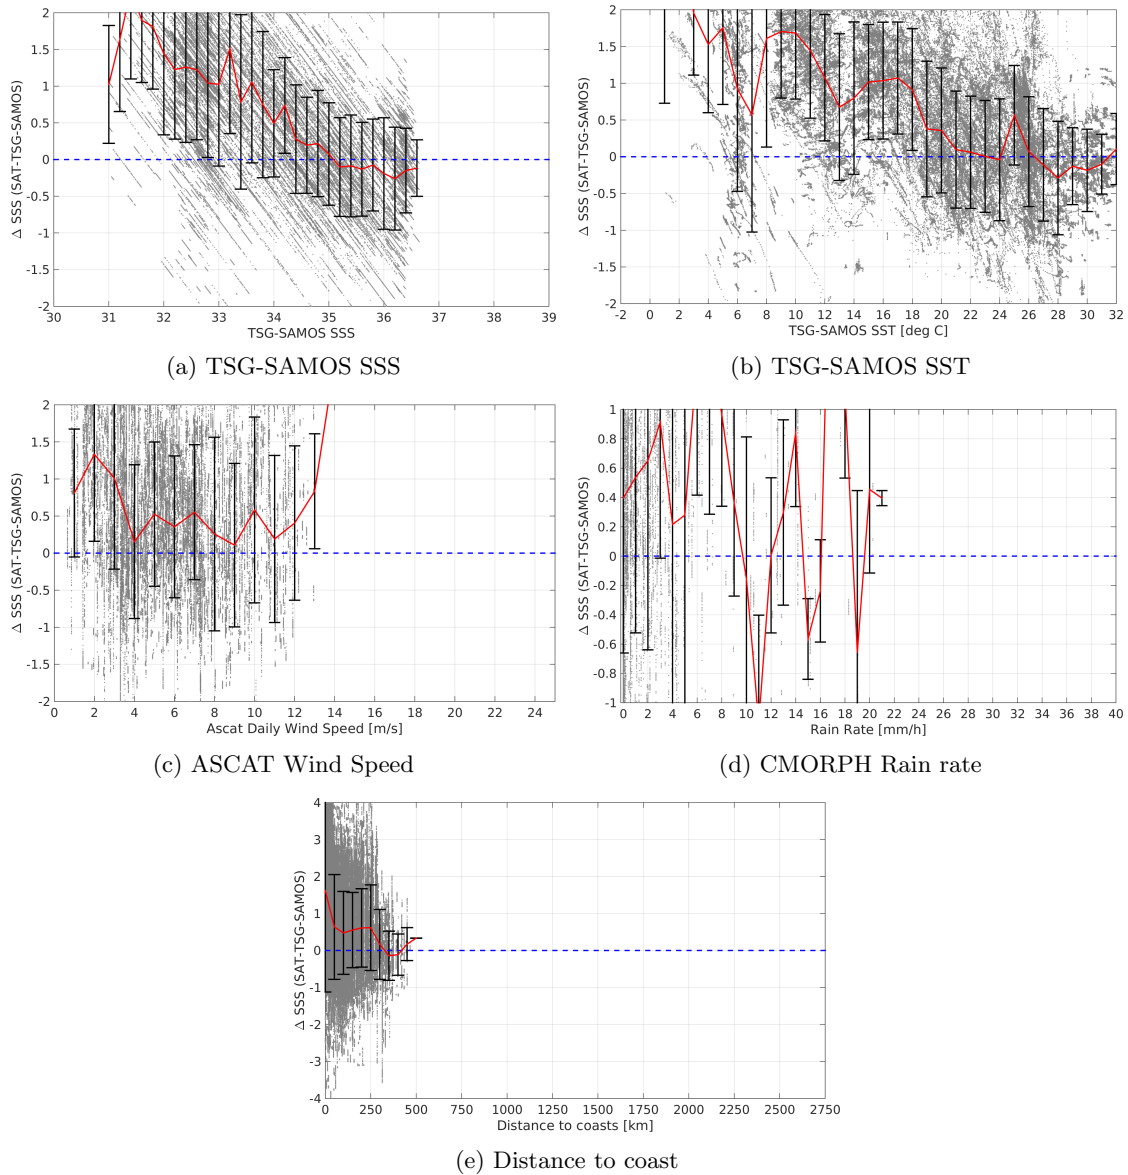 2
1.5
1
0.5
0
-0.5
-1
-1.5
-2
Δ SSS (SAT-TSG-SAMOS)
30 31 32 33 34 35 36 37 38 39
TSG-SAMOS SSS
(a) TSG-SAMOS SSS
2
1.5
1
0.5
0
-0.5
-1
-1.5
-2
Δ SSS (SAT-TSG-SAMOS)
-2 0 2 4 6 8 10 12 14 16 18 20 22 24 26 28 30 32
TSG-SAMOS SST [deg C]
(b) TSG-SAMOS SST
2
1.5
1
0.5
0
-0.5
-1
-1.5
-2
Δ SSS (SAT-TSG-SAMOS)
0 2 4 6 8 10 12 14 16 18 20 22 24
Ascat Daily Wind Speed [m/s]
(c) ASCAT Wind Speed
1
0.8
0.6
0.4
0.2
0
-0.2
-0.4
-0.6
-0.8
-1
Δ SSS (SAT-TSG-SAMOS)
0 2 4 6 8 10 12 14 16 18 20 22 24 26 28 30 32 34 36 38 40
Rain Rate [mm/h]
(d) CMORPH Rain rate
4
3
2
1
0
-1
-2
-3
-4
Δ SSS (SAT-TSG-SAMOS)
0 250 500 750 1000 1250 1500 1750 2000 2250 2500 2750
Distance to coasts [km]
(e) Distance to coast